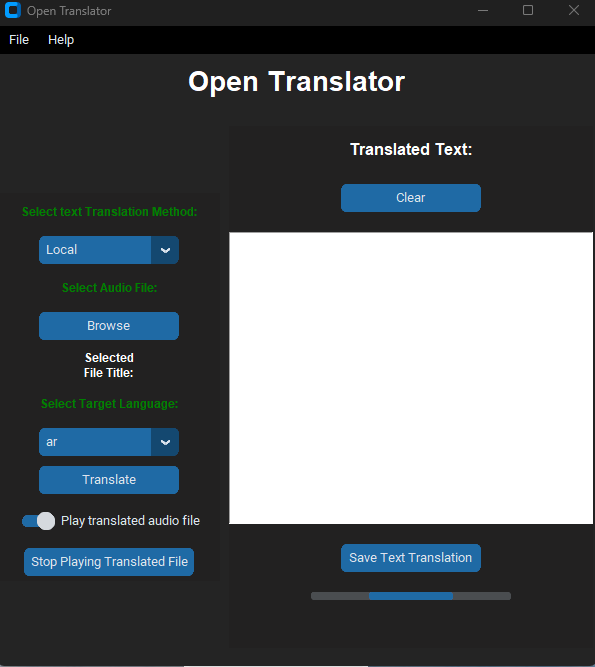 Open Translator
File Help
Open Translator
Select text Translation Method:
Local
Select Audio File:
Browse
Selected
File Title:
Select Target Language:
ar
Translate
Play translated audio file
Stop Playing Translated File
Translated Text:
Clear
Save Text Translation